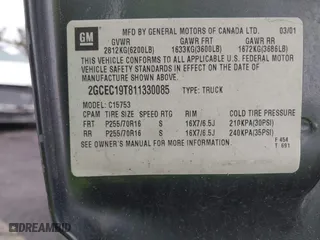 GM
MFD BY GENERAL MOTORS OF CANADA LTD. 03/01
GVWR GAWR FRT GAWR RR
2812KG(6200LB) 1633KG(3600LB) 1672KG(3686LB)
THIS VEHICLE CONFORMS TO ALL APPLICABLE U.S. FEDERAL MOTOR
VEHICLE SAFETY STANDARDS IN EFFECT ON THE DATE OF
MANUFACTURE SHOWN ABOVE.
2GCEC19T811330085 TYPE: TRUCK
MODEL: C15753
TIRE SIZE SPEED RTG RIM COLD TIRE PRESSURE
FRT P255/70R16 S 16X7/6.5J 210KPA(30PSI)
RR P255/70R16 S 16X7/6.5J 240KPA(35PSI)
SEE OWNER'S MANUAL FOR MORE INFORMATION.